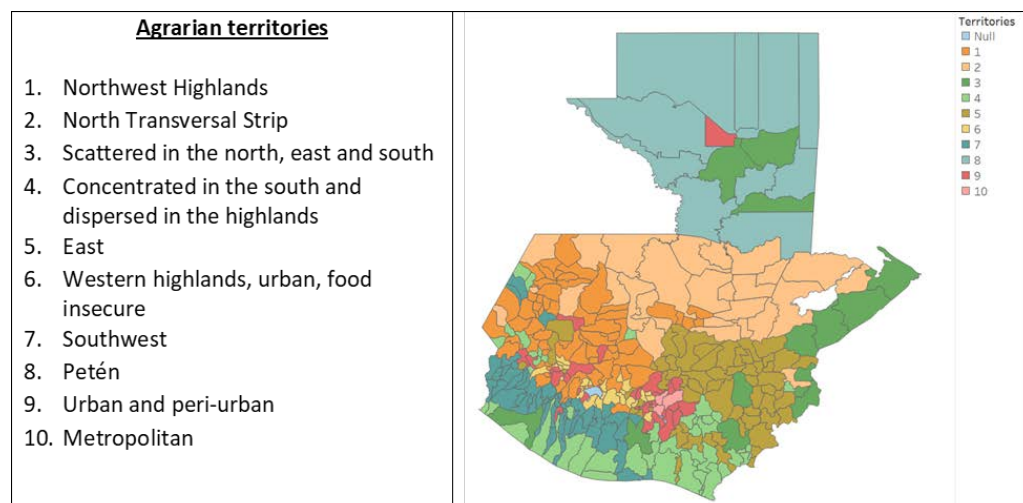 Agrarian territories
1. Northwest Highlands
2. North Transversal Strip
3. Scattered in the north, east and south
4. Concentrated in the south and
dispersed in the highlands
5. East
6. Western highlands, urban, food
insecure
7. Southwest
8. Petén
9. Urban and peri-urban
10. Metropolitan
Territories
Null
1
2
3
4
5
6
7
8
9
10